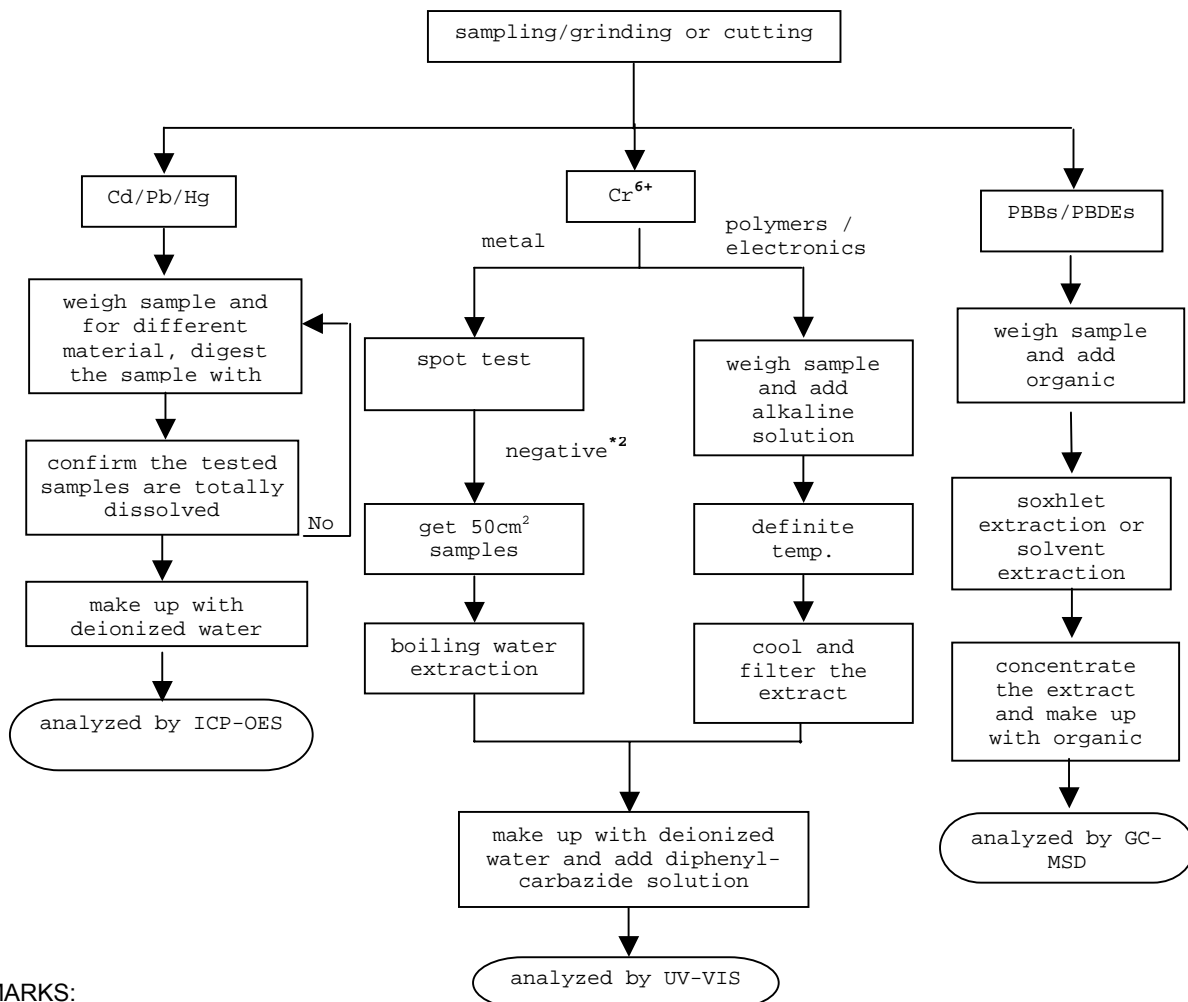 sampling/grinding or cutting
Cd/Pb/Hg
weigh sample and
for different
material, digest
the sample with
confirm the tested
samples are totally
dissolved
No
make up with
deionized water
analyzed by ICP-OES
Cr6+
metal
polymers /
electronics
spot test
negative*2
get 50cm2
samples
boiling water
extraction
weigh sample
and add
alkaline
solution
definite
temp.
cool and
filter the
extract
make up with deionized
water and add diphenyl-
carbazide solution
analyzed by UV-VIS
PBBs/PBDEs
weigh sample
and add
organic
soxhlet
extraction or
solvent
extraction
concentrate
the extract
and make up
with organic
analyzed by GC-
MSD
MARKS: